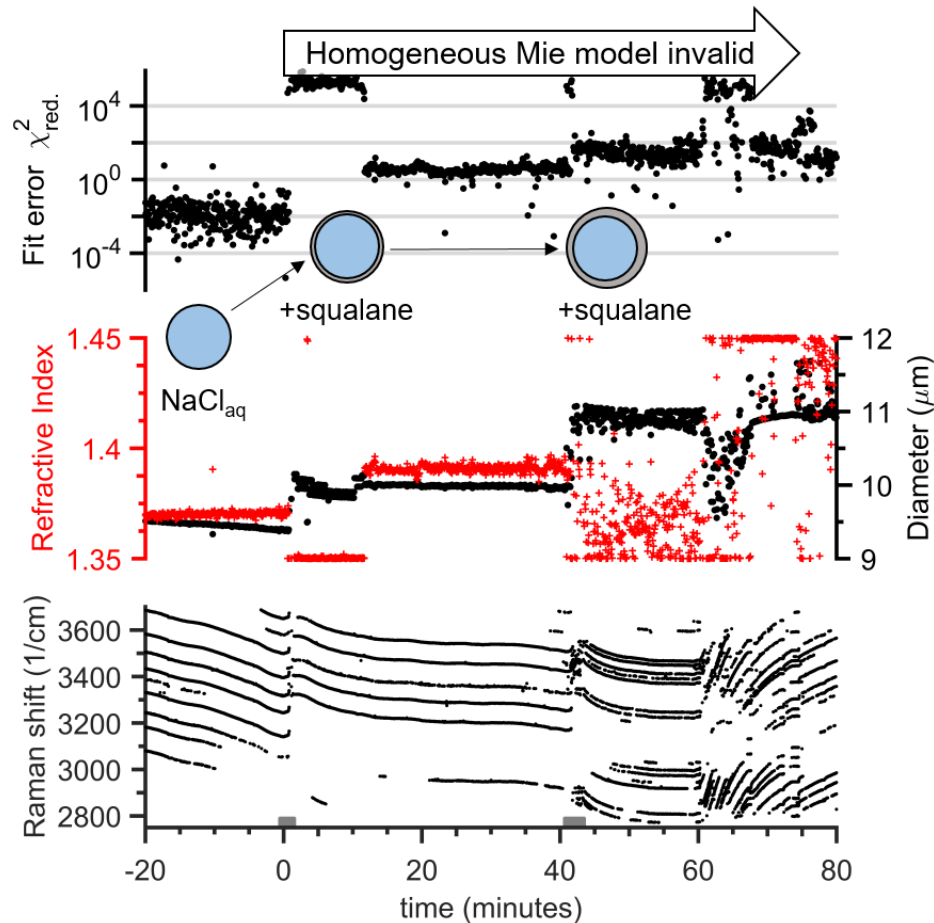 Homogeneous Mie model invalid
Fit error χ²red.
10⁴
10⁰
10⁻⁴
+squalane
+squalane
NaClaq
Refractive Index
1.45
1.4
1.35
Diameter (μm)
12
11
10
9
Raman shift (1/cm)
3600
3400
3200
3000
2800
-20
0
20
40
60
80
time (minutes)